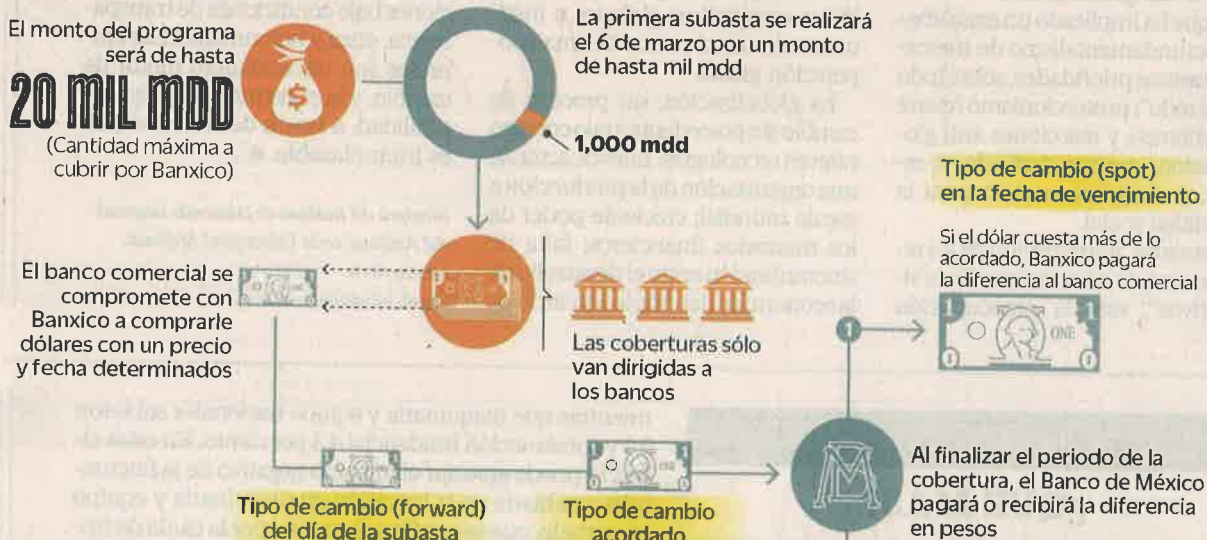 El monto del programa
será de hasta
20 MIL MDD
(Cantidad máxima a
cubrir por Banxico)
$
La primera subasta se realizará
el 6 de marzo por un monto
de hasta mil mdd
1,000 mdd
El banco comercial se
compromete con
Banxico a comprarle
dólares con un precio
y fecha determinados
Las coberturas sólo
van dirigidas a
los bancos
Tipo de cambio (forward)
del día de la subasta
Tipo de cambio
acordado
Tipo de cambio (spot)
en la fecha de vencimiento
Si el dólar cuesta más de lo
acordado, Banxico pagará
la diferencia al banco comercial
1
ONE
Al finalizar el periodo de la
cobertura, el Banco de México
pagará o recibirá la diferencia
en pesos